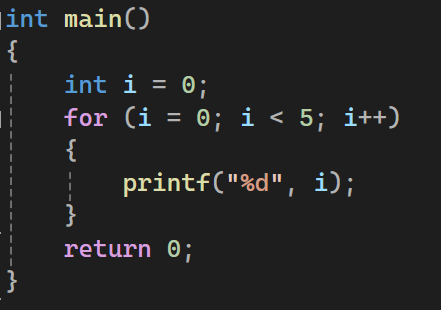 int main()
{
    int i = 0;
    for (i = 0; i < 5; i++)
    {
        printf("%d", i);
    }
    return 0;
}